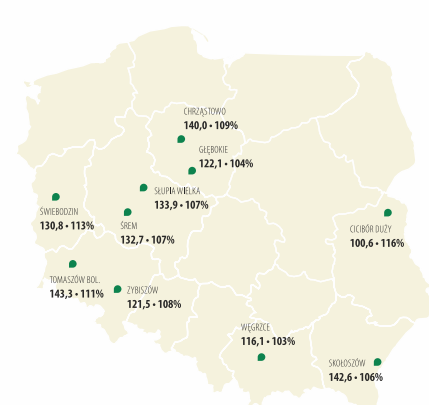 CHRZĄSTOWO
140,0 • 109%
GŁĘBOKIE
122,1 • 104%
SŁUPIA WIELKA
133,9 • 107%
ŚWIEBODZIN
130,8 • 113%
ŚREM
132,7 • 107%
CICIBÓR DUŻY
100,6 • 116%
TOMASZÓW BOL.
143,3 • 111%
ZYBISZÓW
121,5 • 108%
WĘGRZCE
116,1 • 103%
SKOŁOSZÓW
142,6 • 106%